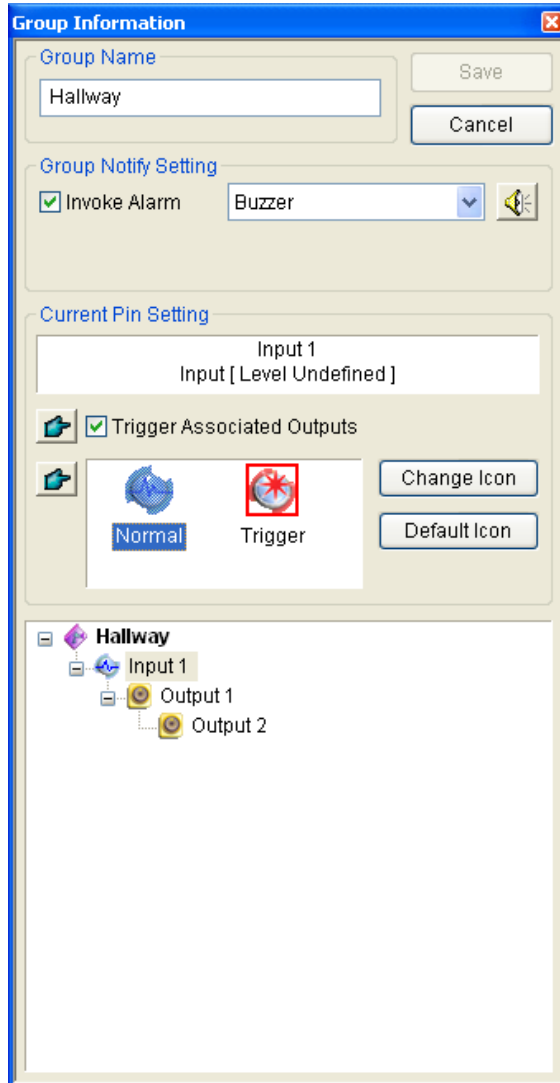 Group Information
Group Name
Save
Hallway
Cancel
Group Notify Setting
Invoke Alarm
Buzzer
Current Pin Setting
Input 1
Input [ Level Undefined ]
Trigger Associated Outputs
Change Icon
Normal
Trigger
Default Icon
Hallway
Input 1
Output 1
Output 2